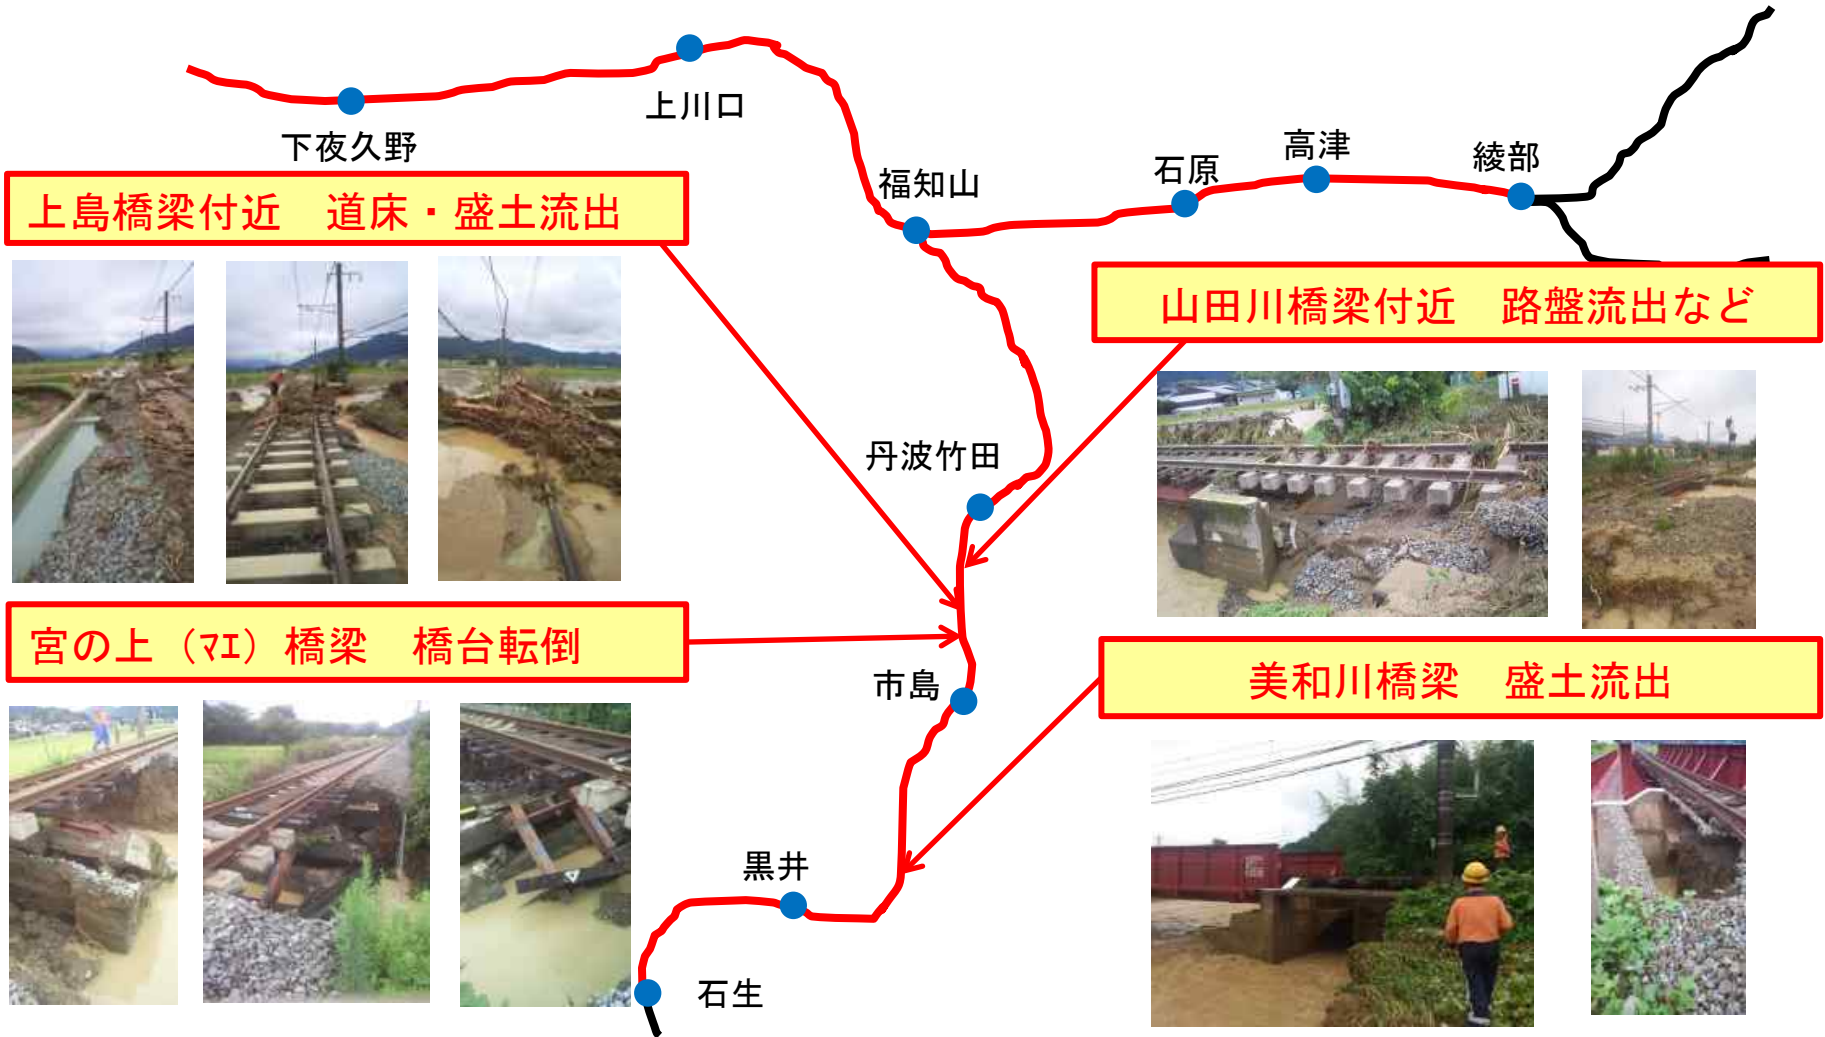 上川口
下夜久野
福知山
石原
高津
綾部
上島橋梁付近　道床・盛土流出
山田川橋梁付近　路盤流出など
丹波竹田
宮の上（ﾏｴ）橋梁　橋台転倒
市島
美和川橋梁　盛土流出
黒井
石生